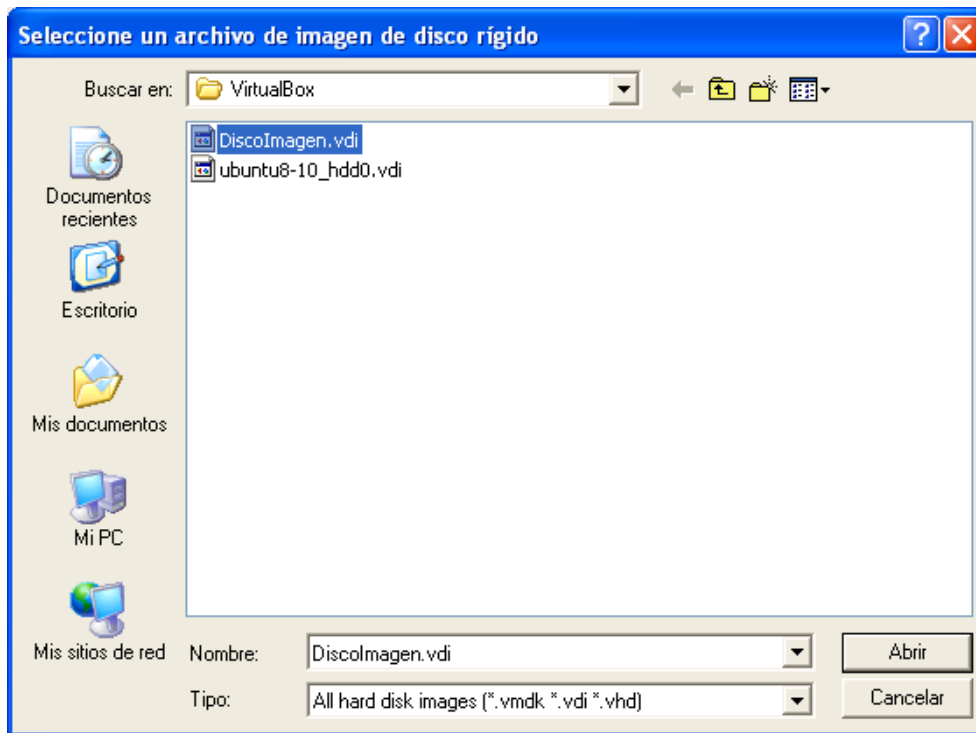 Seleccione un archivo de imagen de disco rígido
Buscar en: VirtualBox
DiscoImagen.vdi
ubuntu8-10_hdd0.vdi
Documentos
recientes
Escritorio
Mis documentos
Mi PC
Mis sitios de red
Nombre: DiscoImagen.vdi Abrir
Tipo: All hard disk images (*.vmdk *.vdi *.vhd) Cancelar